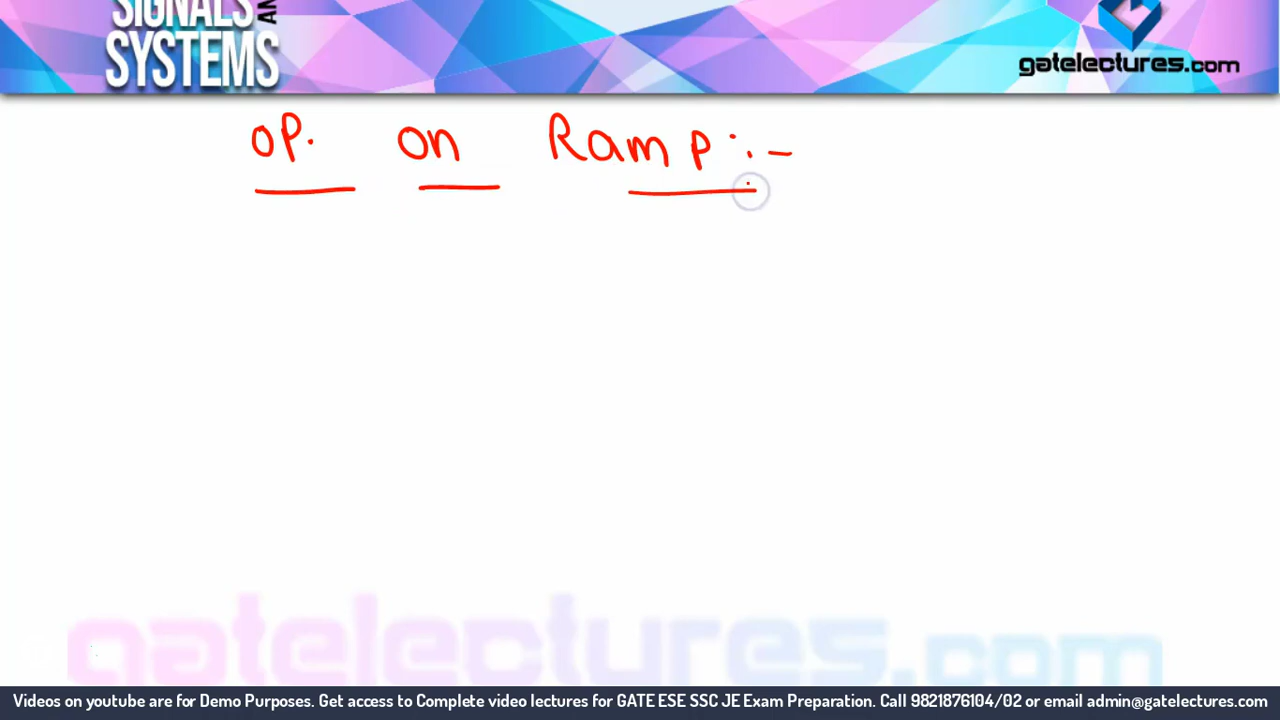 SIGNALS AND
SYSTEMS
gatelectures.com
OP. on Ramp:-
gatelectures.com
Videos on youtube are for Demo Purposes. Get access to Complete video lectures for GATE ESE SSC JE Exam Preparation. Call 9821876104/02 or email admin@gatelectures.com